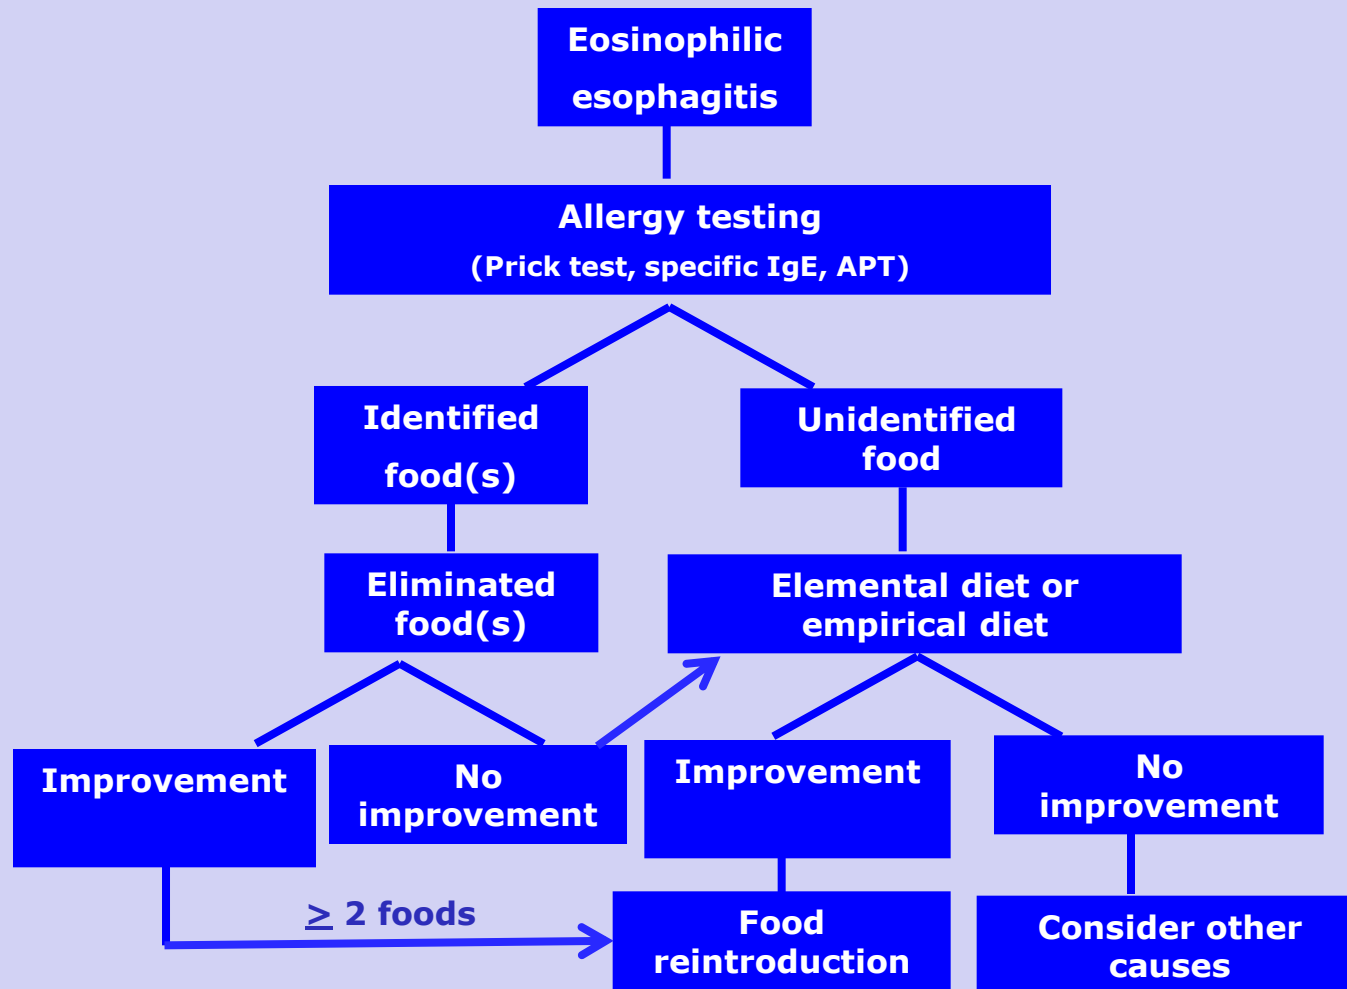 Eosinophilic
esophagitis
Allergy testing
(Prick test, specific IgE, APT)
Identified
food(s)
Unidentified
food
Eliminated
food(s)
Elemental diet or
empirical diet
Improvement
No
improvement
Improvement
No
improvement
≥ 2 foods
Food
reintroduction
Consider other
causes